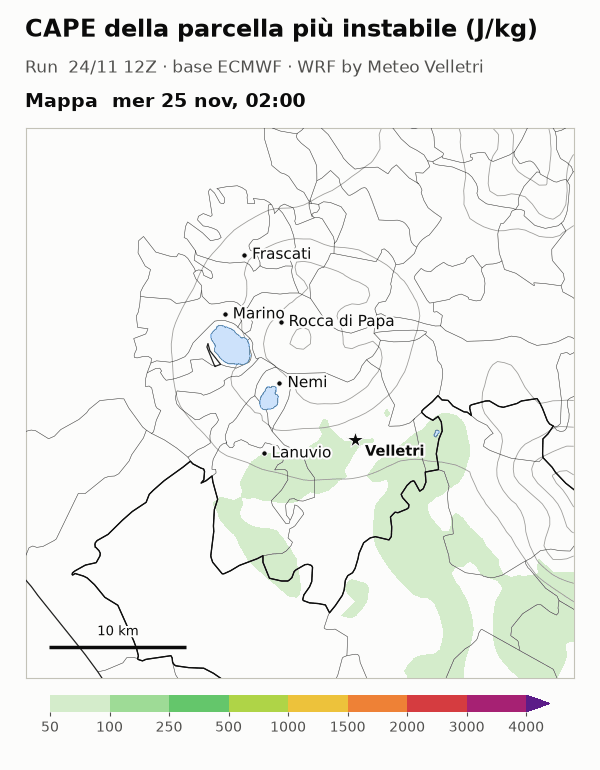 CAPE della parcella più instabile (J/kg)
Run  24/11 12Z · base ECMWF · WRF by Meteo Velletri
Mappa  mer 25 nov, 02:00
Frascati
Marino
Rocca di Papa
Nemi
Velletri
Lanuvio
10 km
50 100 250 500 1000 1500 2000 3000 4000